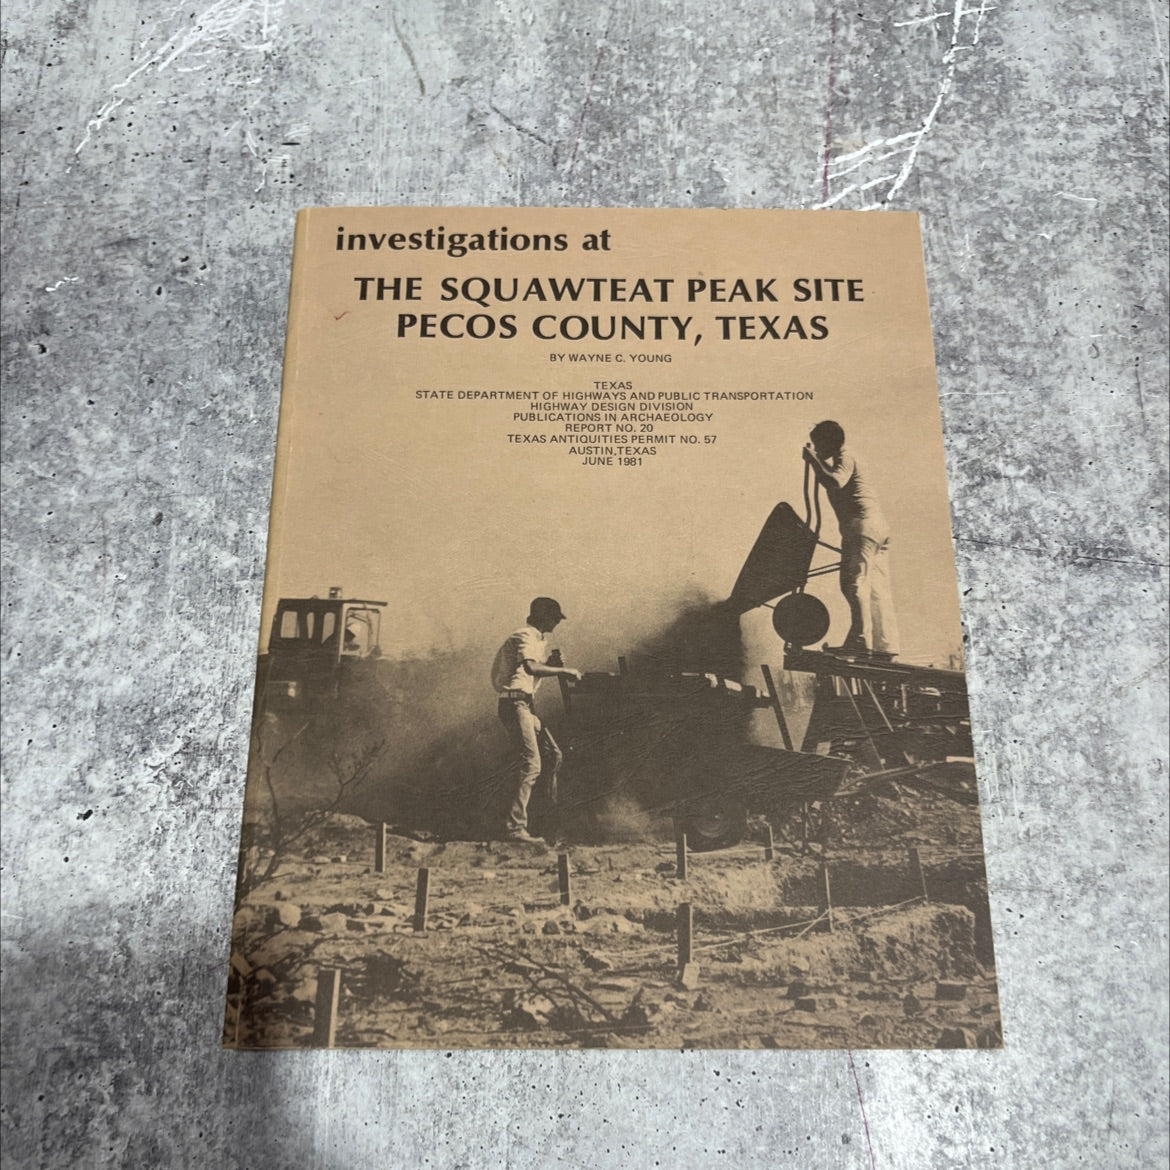 investigations at
THE SQUAWTEAT PEAK SITE
PECOS COUNTY, TEXAS
BY WAYNE C. YOUNG
TEXAS
STATE DEPARTMENT OF HIGHWAYS AND PUBLIC TRANSPORTATION
HIGHWAY DESIGN DIVISION
PUBLICATIONS IN ARCHAEOLOGY
REPORT NO. 20
TEXAS ANTIQUITIES PERMIT NO. 57
AUSTIN,TEXAS
JUNE 1981